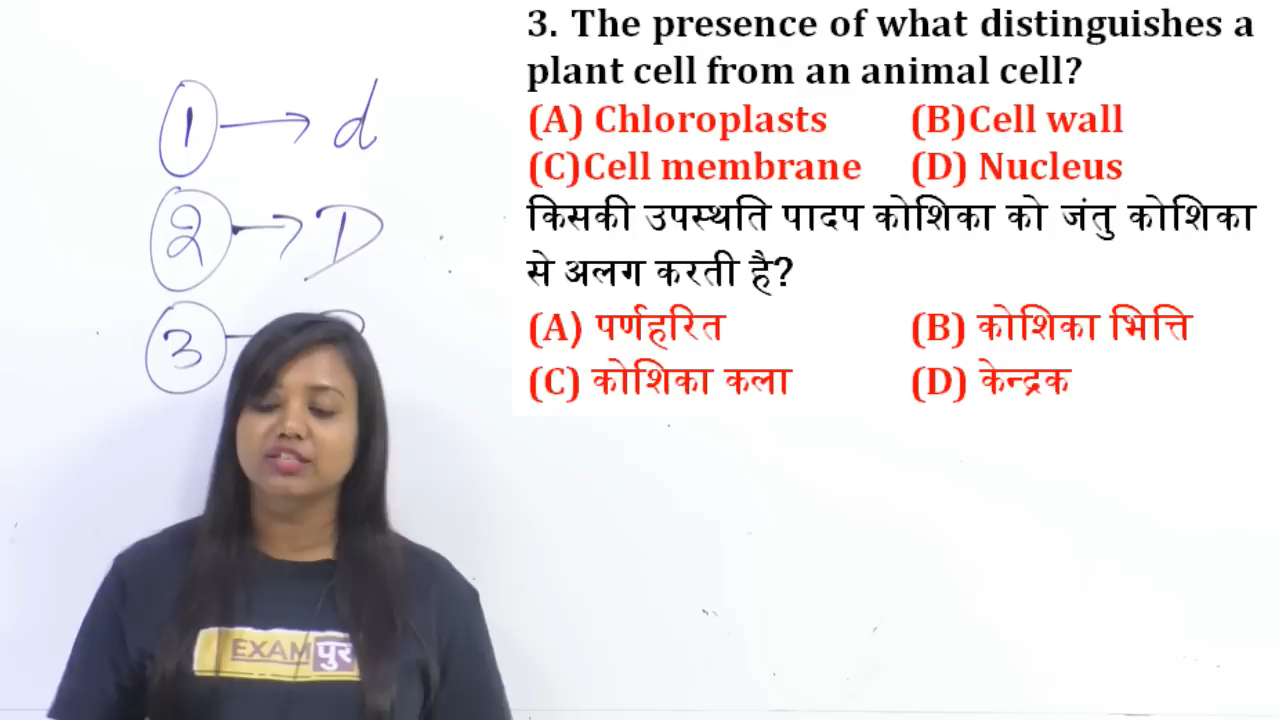 3. The presence of what distinguishes a
plant cell from an animal cell?
(A) Chloroplasts (B)Cell wall
(C)Cell membrane (D) Nucleus
किसकी उपस्थति पादप कोशिका को जंतु कोशिका
से अलग करती है?
(A) पर्णहरित (B) कोशिका भित्ति
(C) कोशिका कला (D) केन्द्रक
1 → d
2 → D
3
EXAM पुर